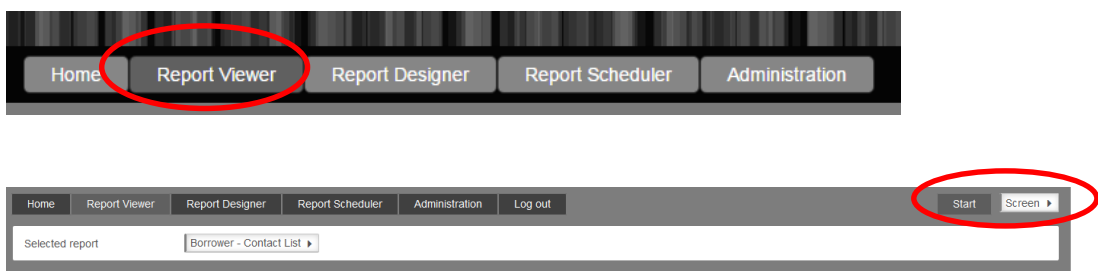 Home Report Viewer Report Designer Report Scheduler Administration
Home Report Viewer Report Designer Report Scheduler Administration Log out Start Screen
Selected report Borrower - Contact List